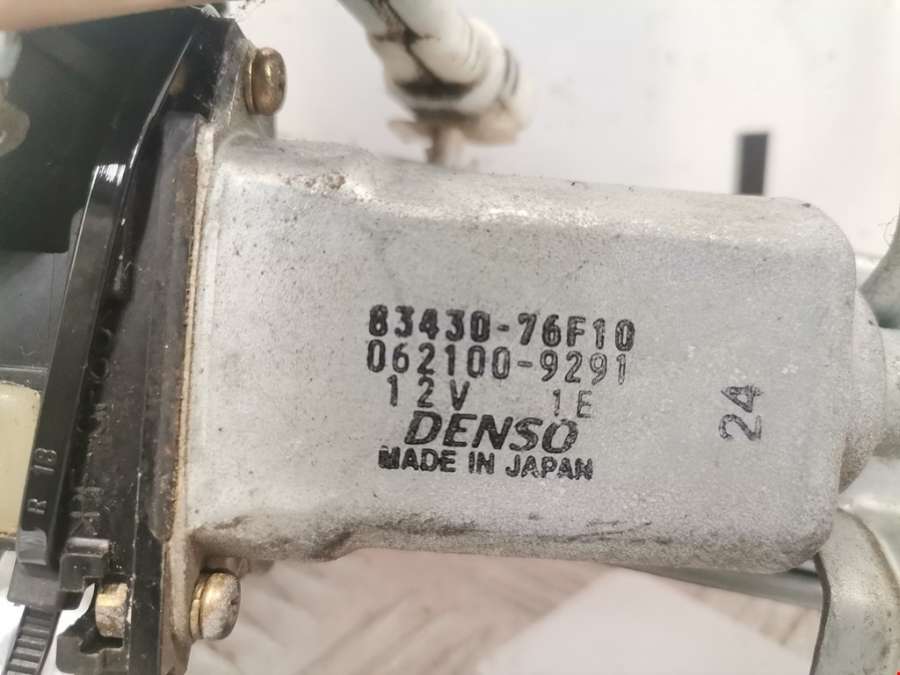 83430-76F10
062100-9291
12V 1E
DENSO
MADE IN JAPAN
24
R 18